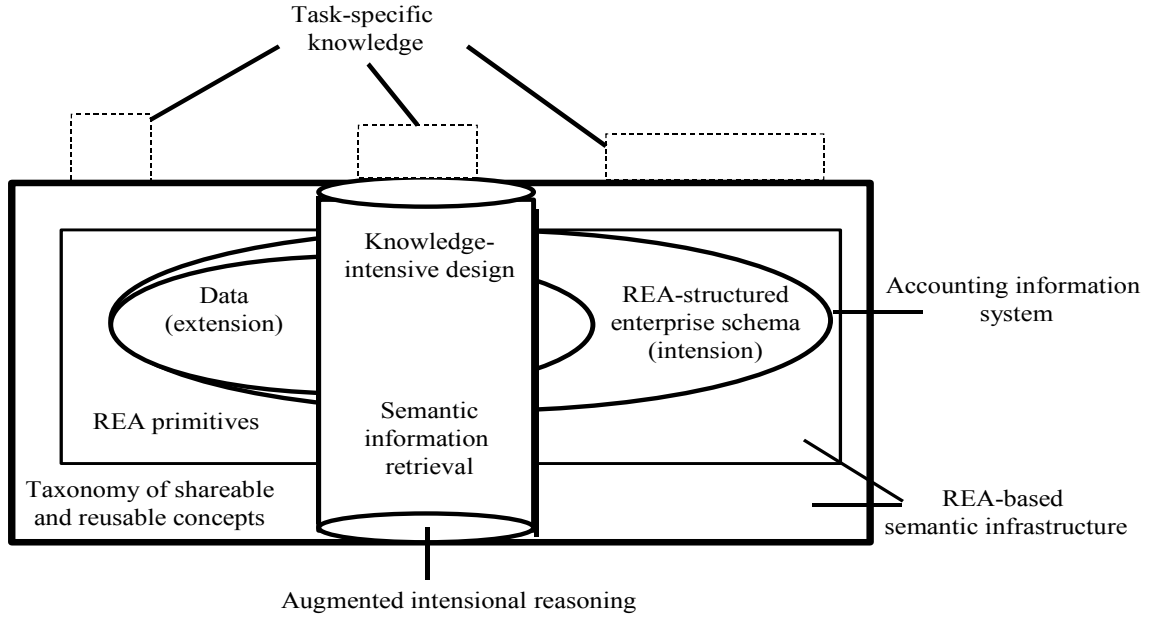 Task-specific
knowledge
Knowledge-
intensive design
Data
(extension)
REA-structured
enterprise schema
(intension)
Accounting information
system
REA primitives
Semantic
information
retrieval
Taxonomy of shareable
and reusable concepts
REA-based
semantic infrastructure
Augmented intensional reasoning